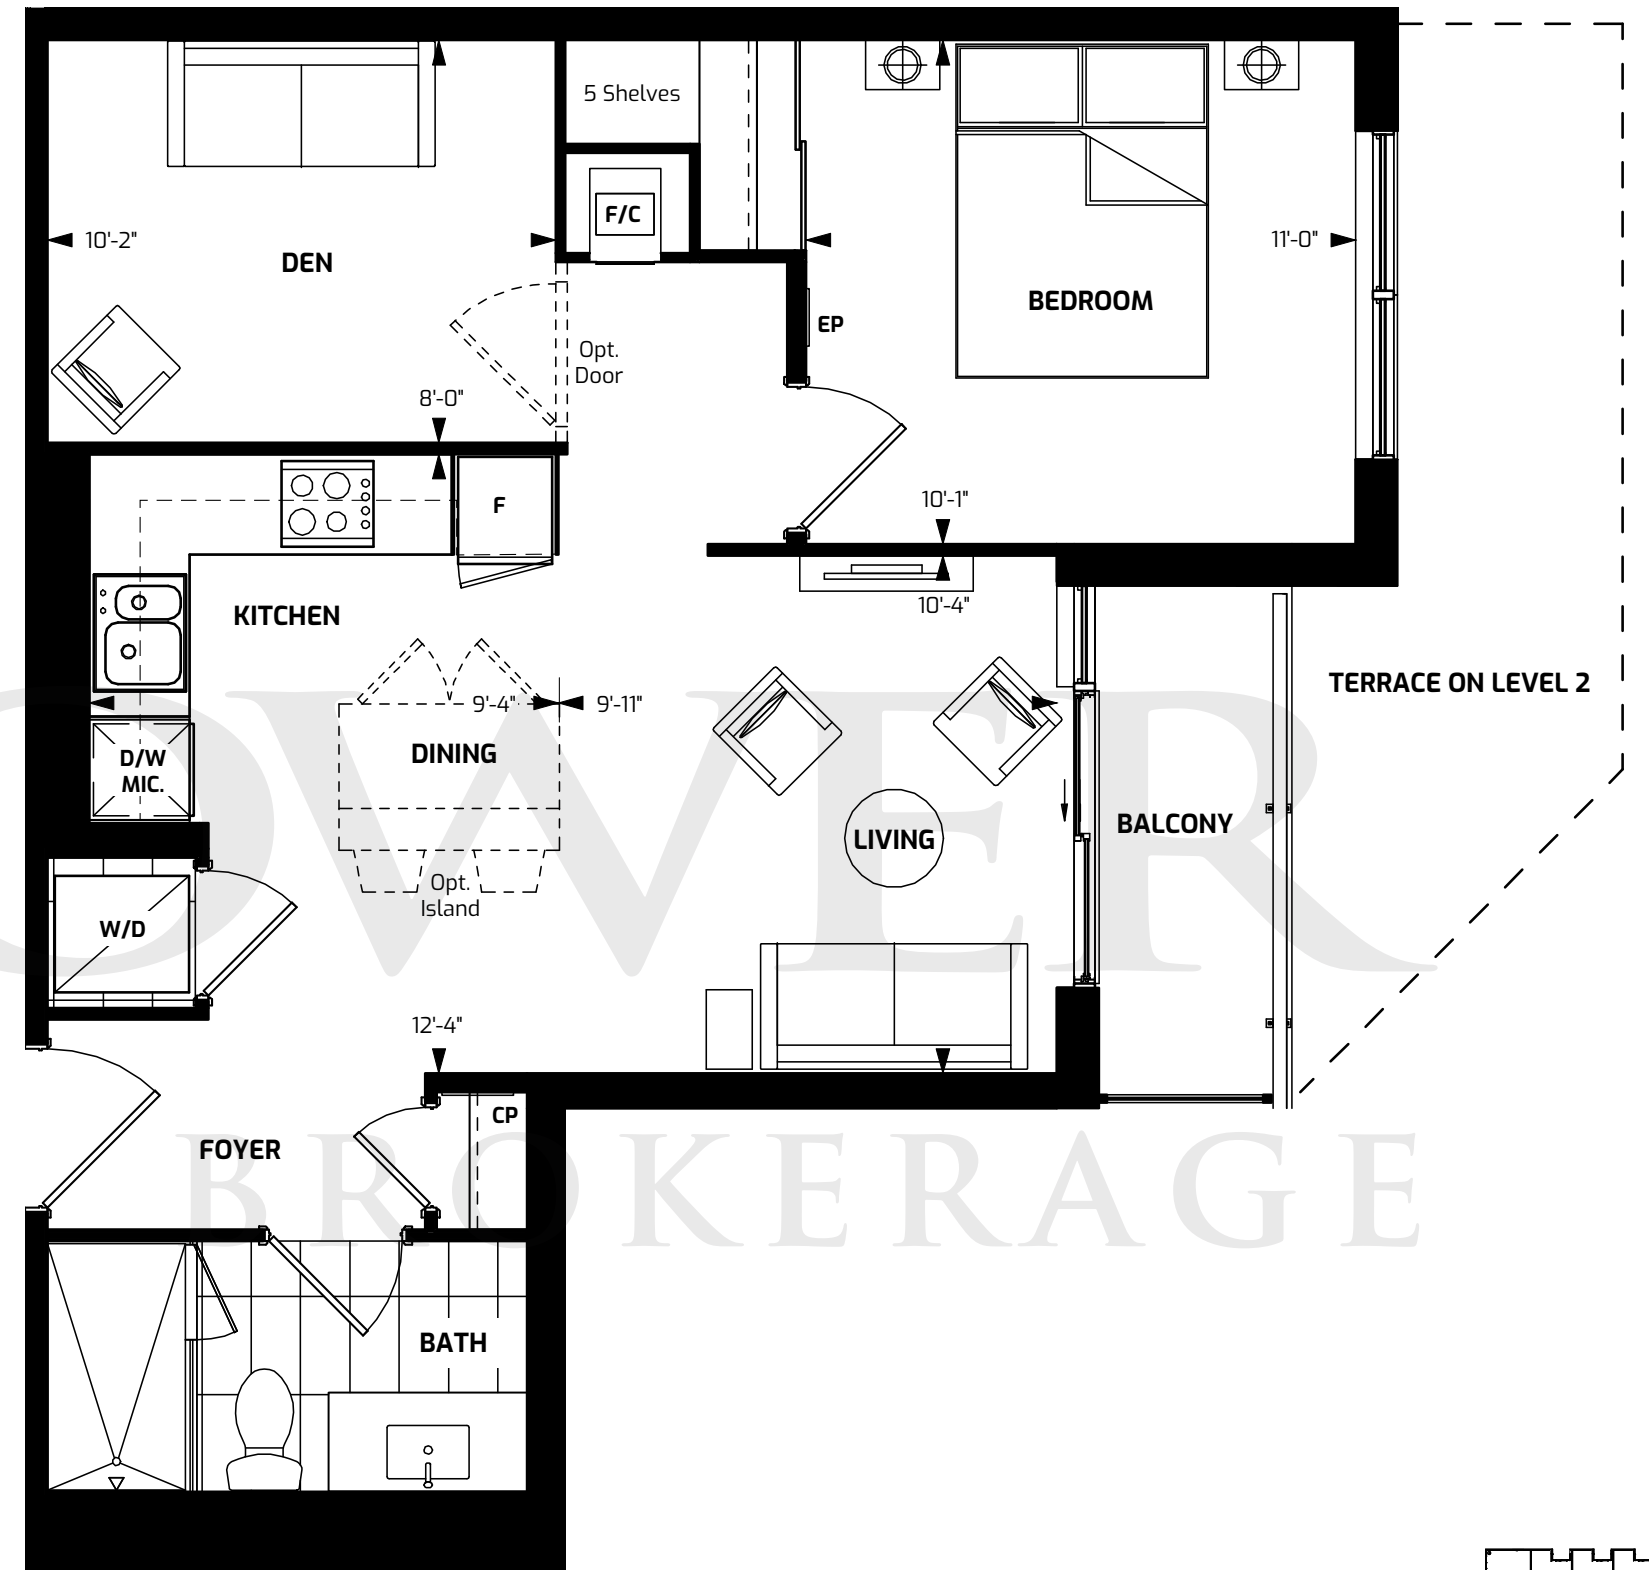 5 Shelves
F/C
10'-2"
11'-0"
DEN
BEDROOM
EP
Opt.
Door
8'-0"
10'-1"
F
10'-4"
KITCHEN
TERRACE ON LEVEL 2
9'-4"
9'-11"
DINING
D/W
MIC.
BALCONY
LIVING
Opt.
Island
W/D
OWER
12'-4"
CP
FOYER
BROKERAGE
BATH